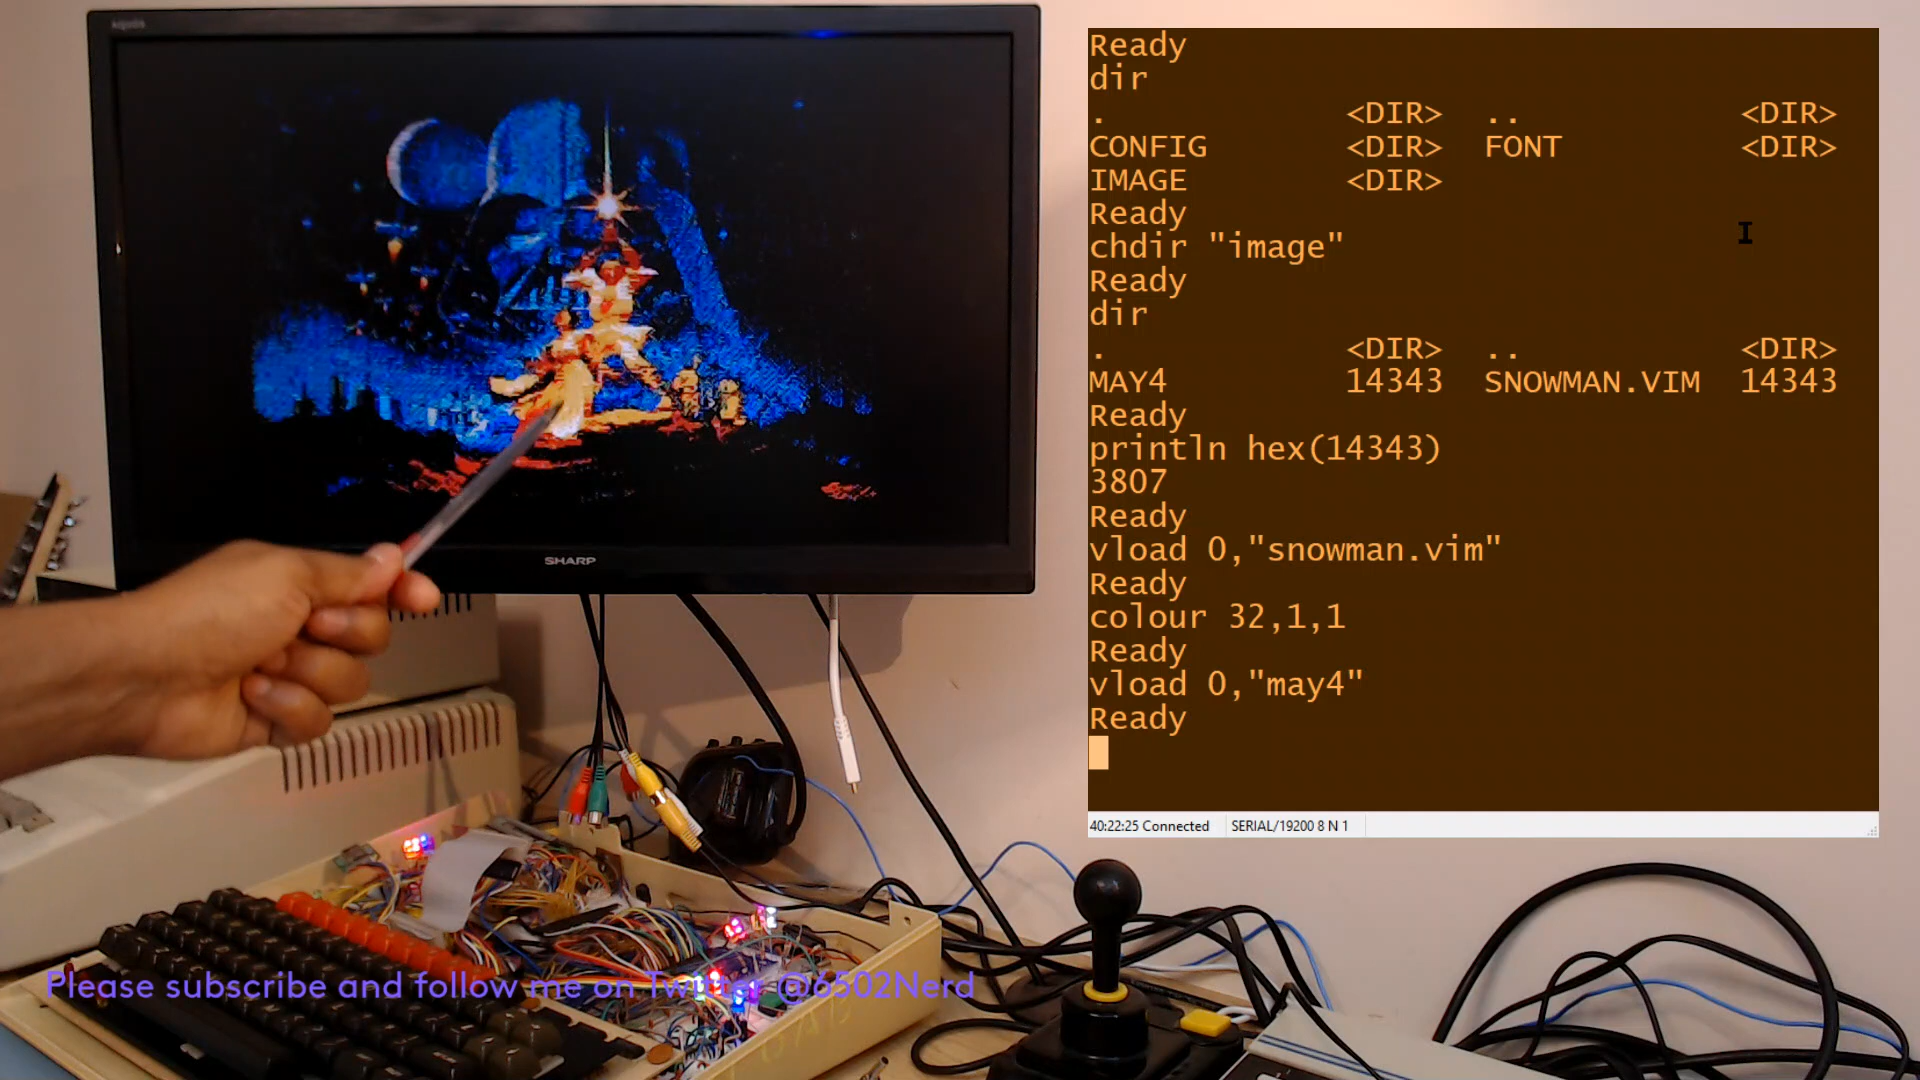 Ready
dir
. <DIR> .. <DIR>
CONFIG <DIR> FONT <DIR>
IMAGE <DIR>
Ready
chdir "image"
Ready
dir
. <DIR> .. <DIR>
MAY4 14343 SNOWMAN.VIM 14343
Ready
println hex(14343)
3807
Ready
vload 0,"snowman.vim"
Ready
colour 32,1,1
Ready
vload 0,"may4"
Ready
40:22:25 Connected SERIAL/19200 8 N 1
SHARP
Please subscribe and follow me on Twitter @6502Nerd